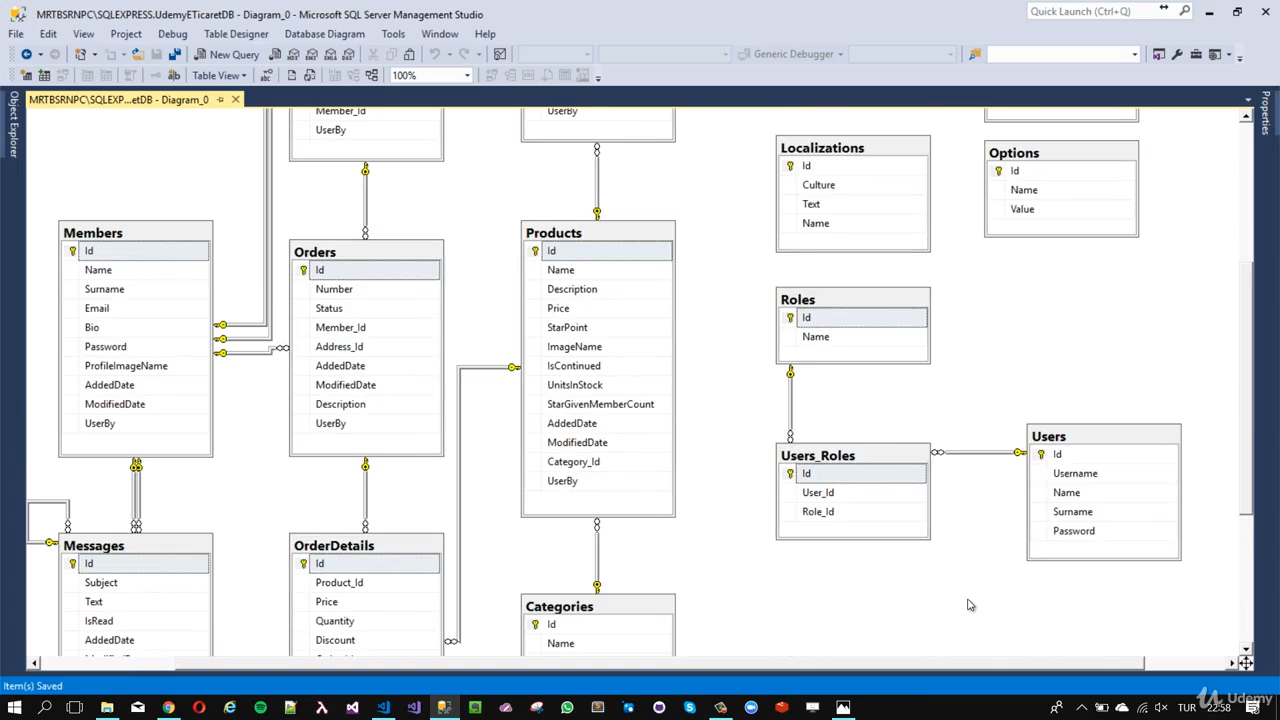 MRTBSRNPC\SQLEXPRESS.UdemyETicaretDB - Diagram_0 - Microsoft SQL Server Management Studio
Quick Launch (Ctrl+Q)
File Edit View Project Debug Table Designer Database Diagram Tools Window Help
New Query
Generic Debugger
Table View
100%
MRTBSRNPC\SQLEXP...etDB - Diagram_0
Object Explorer
Properties
Member_Id
UserBy
UserBy
Localizations
Id
Culture
Text
Name
Options
Id
Name
Value
Members
Id
Name
Surname
Email
Bio
Password
ProfileImageName
AddedDate
ModifiedDate
UserBy
Orders
Id
Number
Status
Member_Id
Address_Id
AddedDate
ModifiedDate
Description
UserBy
Products
Id
Name
Description
Price
StarPoint
ImageName
IsContinued
UnitsInStock
StarGivenMemberCount
AddedDate
ModifiedDate
Category_Id
UserBy
Roles
Id
Name
Users_Roles
Id
User_Id
Role_Id
Users
Id
Username
Name
Surname
Password
Messages
Id
Subject
Text
IsRead
AddedDate
OrderDetails
Id
Product_Id
Price
Quantity
Discount
Categories
Id
Name
Item(s) Saved
Udemy
TUR 22:58